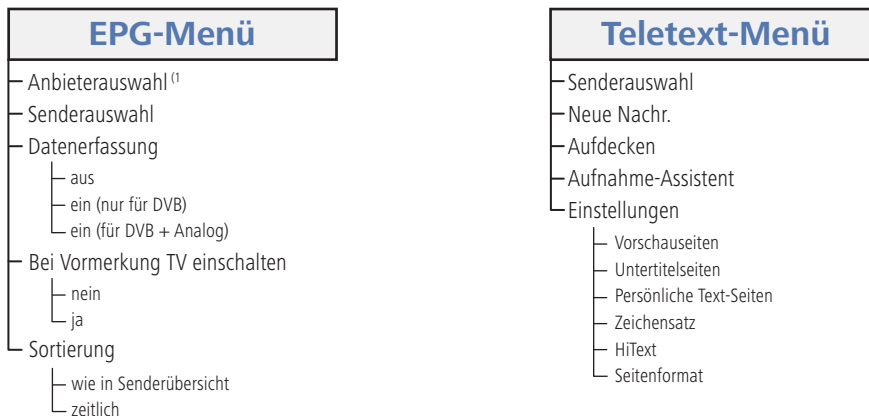 EPG-Menü
Anbieterauswahl (1
Senderauswahl
Datenerfassung
aus
ein (nur für DVB)
ein (für DVB + Analog)
Bei Vormerkung TV einschalten
nein
ja
Sortierung
wie in Senderübersicht
zeitlich
Teletext-Menü
Senderauswahl
Neue Nachr.
Aufdecken
Aufnahme-Assistent
Einstellungen
Vorschauseiten
Untertitelseiten
Persönliche Text-Seiten
Zeichensatz
HiText
Seitenformat